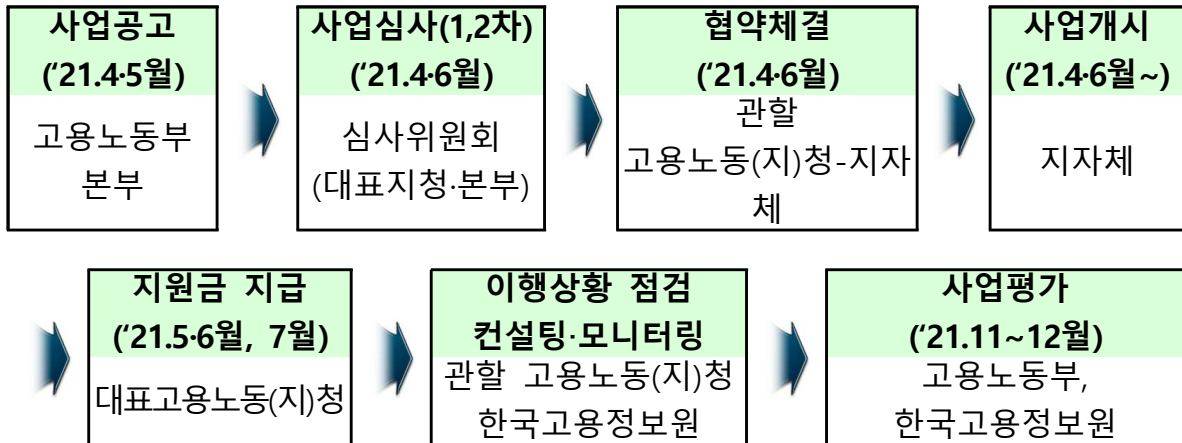 사업공고
(‘21.4·5월)
고용노동부
본부
사업심사(1,2차)
(‘21.4·6월)
심사위원회
(대표지청·본부)
협약체결
(‘21.4·6월)
관할
고용노동(지)청-지자
체
사업개시
(‘21.4·6월~)
지자체
지원금 지급
(‘21.5·6월, 7월)
대표고용노동(지)청
이행상황 점검
컨설팅·모니터링
관할 고용노동(지)청
한국고용정보원
사업평가
(‘21.11~12월)
고용노동부,
한국고용정보원